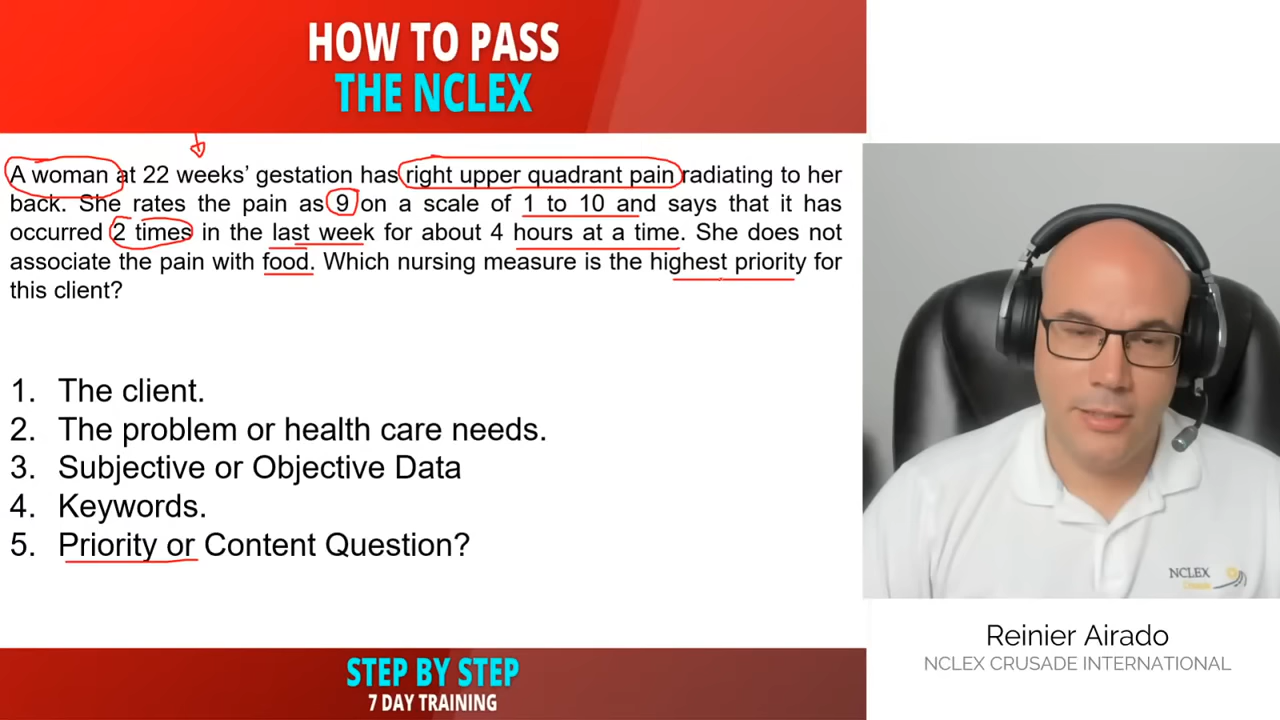 HOW TO PASS
THE NCLEX
A woman at 22 weeks’ gestation has right upper quadrant pain radiating to her
back. She rates the pain as 9 on a scale of 1 to 10 and says that it has
occurred 2 times in the last week for about 4 hours at a time. She does not
associate the pain with food. Which nursing measure is the highest priority for
this client?
1. The client.
2. The problem or health care needs.
3. Subjective or Objective Data
4. Keywords.
5. Priority or Content Question?
NCLEX
Crusade
Reinier Airado
NCLEX CRUSADE INTERNATIONAL
STEP BY STEP
7 DAY TRAINING